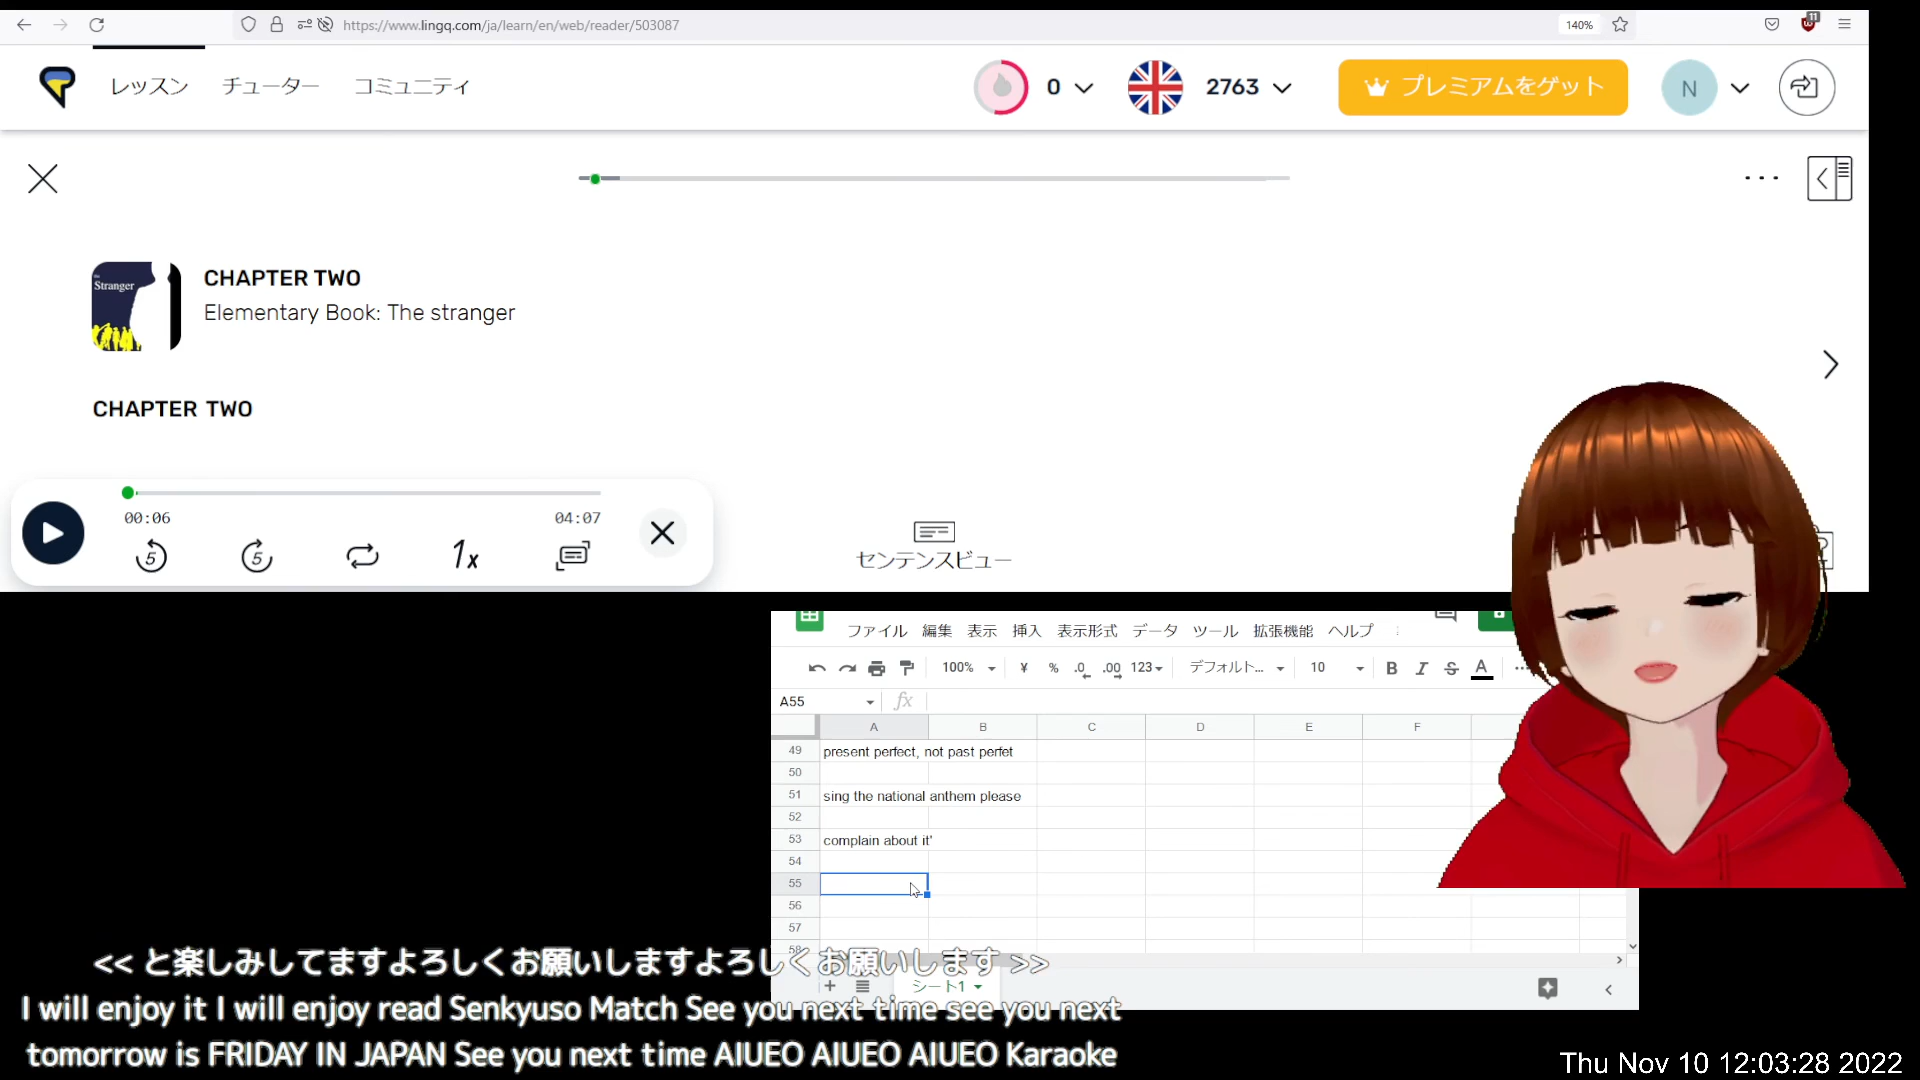 https://www.lingq.com/ja/learn/en/web/reader/503087
140%
11
レッスン
チューター
コミュニティ
0
2763
プレミアムをゲット
N
Stranger
CHAPTER TWO
Elementary Book: The stranger
CHAPTER TWO
00:06
04:07
5
5
1x
センテンスビュー
ファイル 編集 表示 挿入 表示形式 データ ツール 拡張機能 ヘルプ
100% ¥ % .0 .00 123 デフォルト... 10 B I S A
A55 fx
A B C D E F
49 present perfect, not past perfet
50
51 sing the national anthem please
52
53 complain about it'
54
55
56
57
58
シート1
<< と楽しみしてますよろしくお願いしますよろしくお願いします >>
I will enjoy it I will enjoy read Senkyuso Match See you next time see you next
tomorrow is FRIDAY IN JAPAN See you next time AIUEO AIUEO AIUEO Karaoke
Thu Nov 10 12:03:28 2022